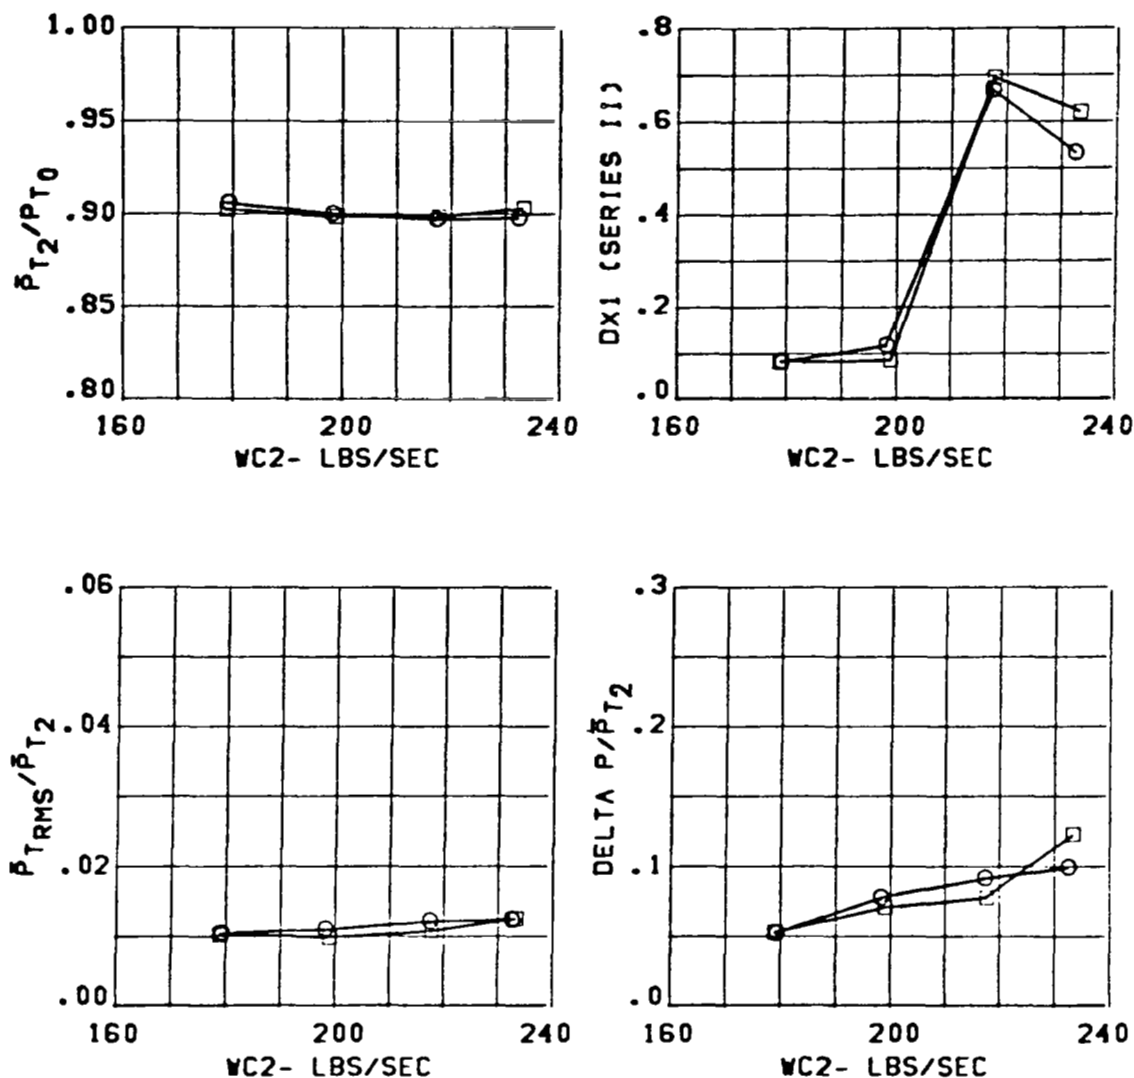 1.00
.95
.90
.85
.80
P̄T2/PT0
160 200 240
WC2- LBS/SEC
.8
.6
.4
.2
.0
DX1 (SERIES II)
160 200 240
WC2- LBS/SEC
.06
.04
.02
.00
P̄TRMS/P̄T2
160 200 240
WC2- LBS/SEC
.3
.2
.1
.0
DELTA P/P̄T2
160 200 240
WC2- LBS/SEC